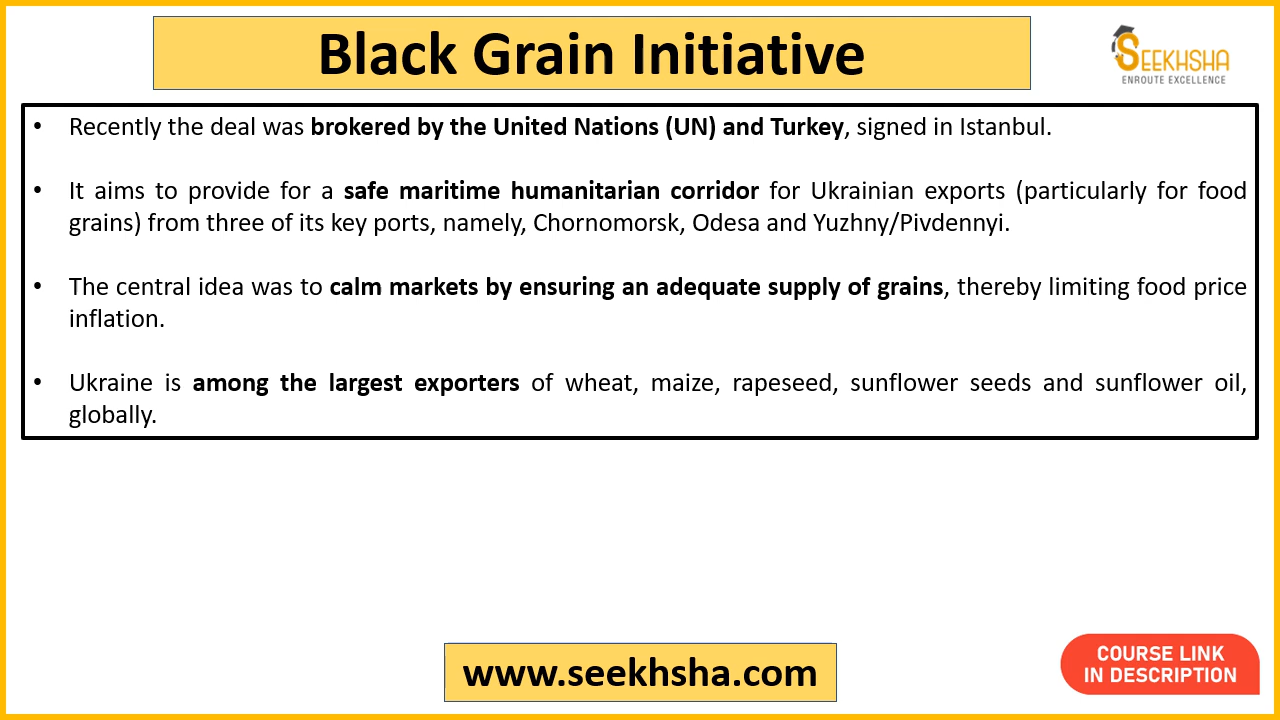 Black Grain Initiative
SEEKHSHA
ENROUTE EXCELLENCE
• Recently the deal was brokered by the United Nations (UN) and Turkey, signed in Istanbul.
• It aims to provide for a safe maritime humanitarian corridor for Ukrainian exports (particularly for food
grains) from three of its key ports, namely, Chornomorsk, Odesa and Yuzhny/Pivdennyi.
• The central idea was to calm markets by ensuring an adequate supply of grains, thereby limiting food price
inflation.
• Ukraine is among the largest exporters of wheat, maize, rapeseed, sunflower seeds and sunflower oil,
globally.
www.seekhsha.com
COURSE LINK
IN DESCRIPTION